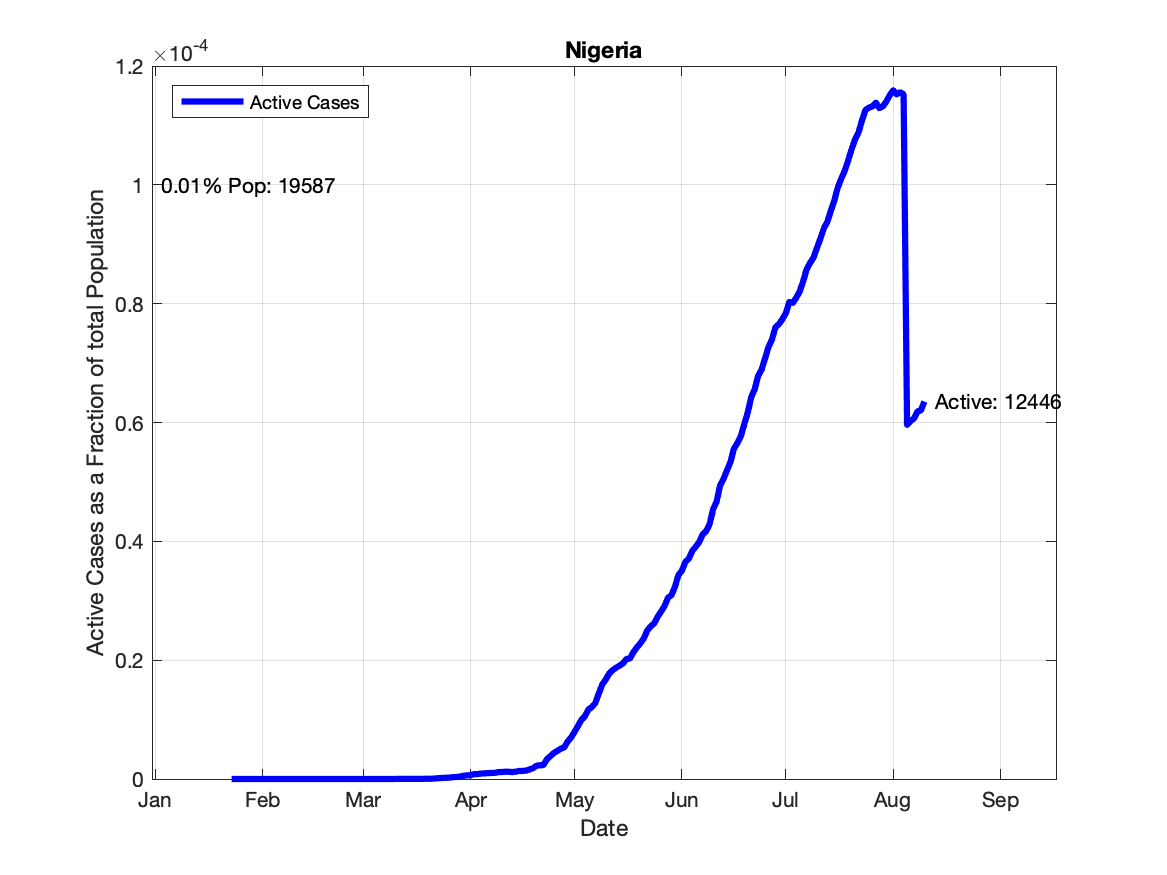 Nigeria
×10-4
1.2
Active Cases
1
0.01% Pop: 19587
0.8
0.6
Active: 12446
0.4
0.2
0
Active Cases as a Fraction of total Population
Jan Feb Mar Apr May Jun Jul Aug Sep
Date